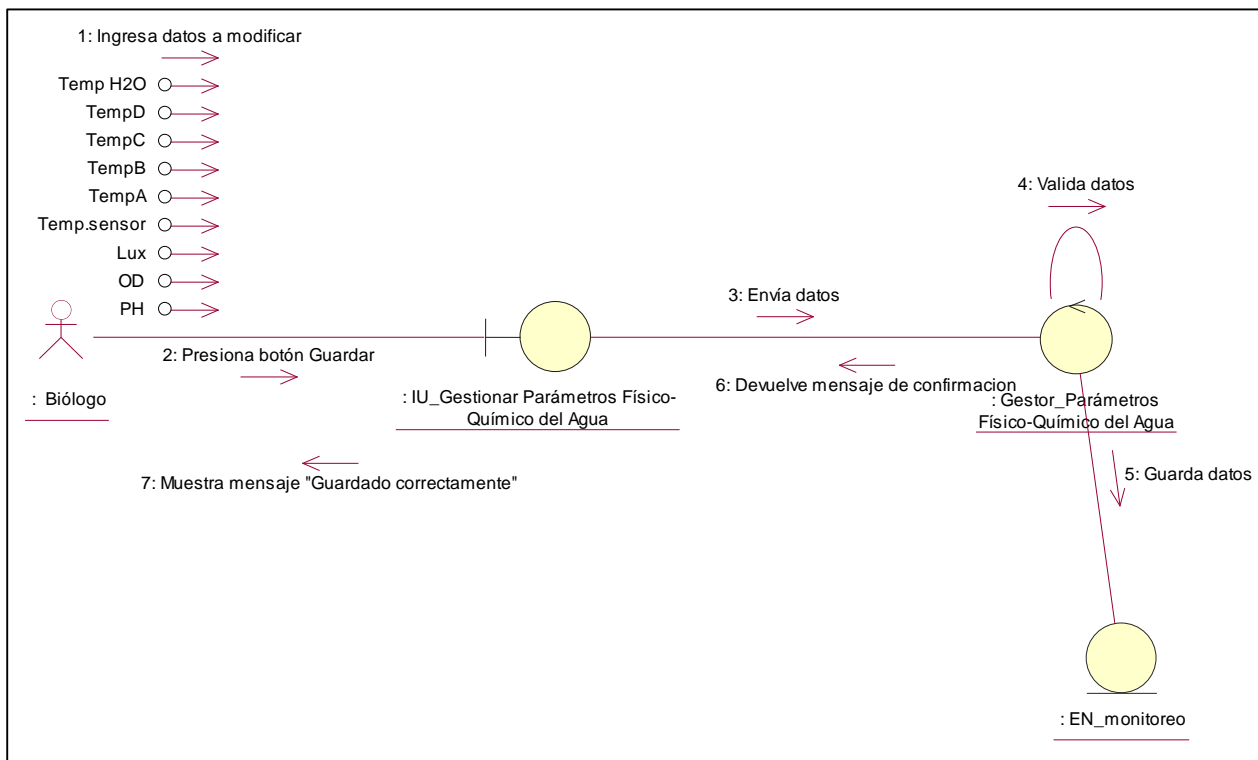 1: Ingresa datos a modificar
Temp H2O
TempD
TempC
TempB
TempA
Temp.sensor
Lux
OD
PH
4: Valida datos
3: Envía datos
2: Presiona botón Guardar
6: Devuelve mensaje de confirmacion
: Biólogo
: IU_Gestionar Parámetros Físico-
Químico del Agua
: Gestor_Parámetros
Físico-Químico del Agua
7: Muestra mensaje "Guardado correctamente"
5: Guarda datos
: EN_monitoreo